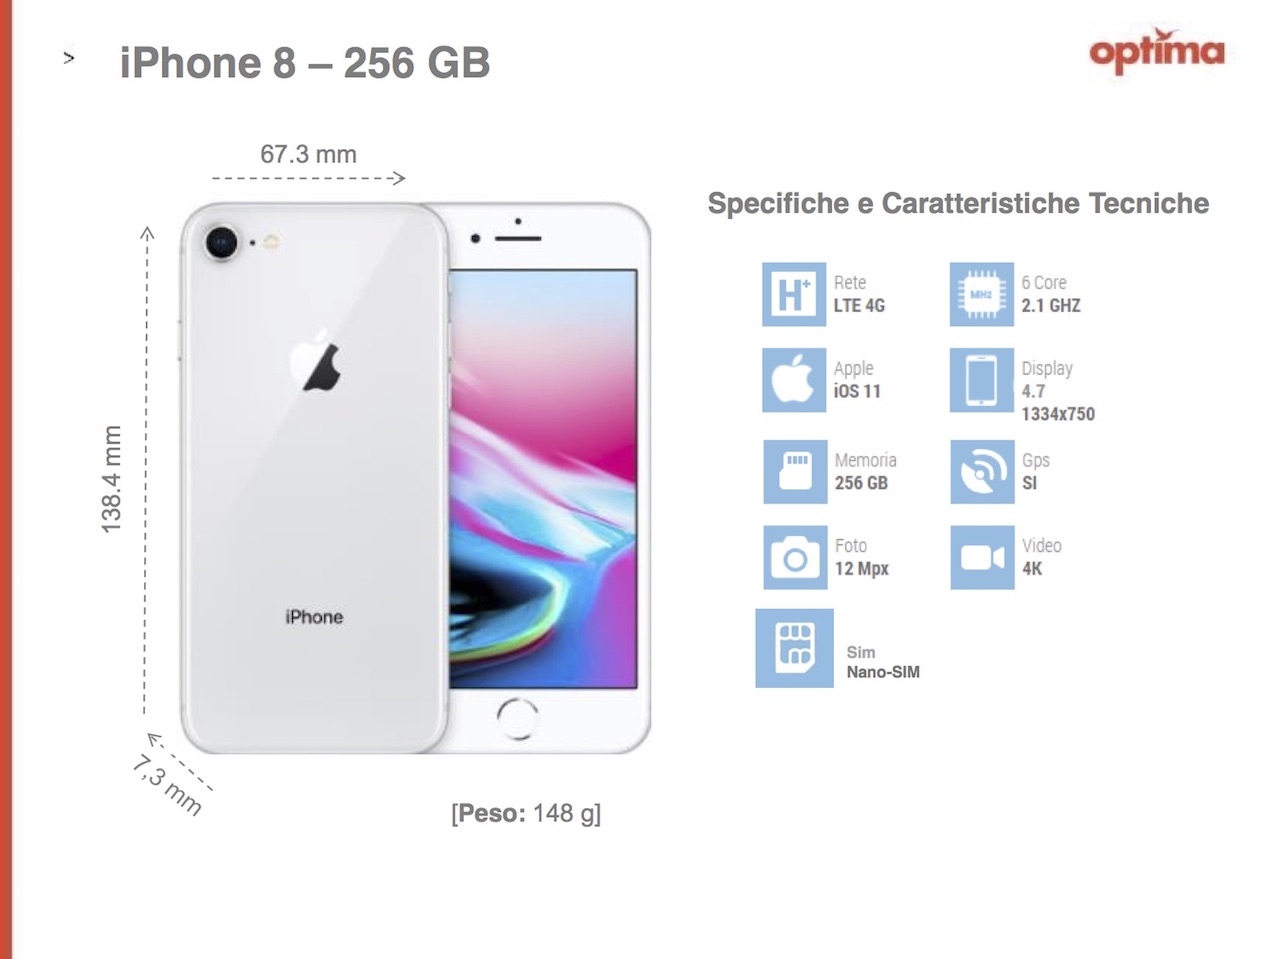 > iPhone 8 – 256 GB
optima
67.3 mm
138.4 mm
7,3 mm
iPhone
[Peso: 148 g]
Specifiche e Caratteristiche Tecniche
H+
Rete
LTE 4G
MHz
6 Core
2.1 GHZ
Apple
iOS 11
Display
4.7
1334x750
Memoria
256 GB
Gps
SI
Foto
12 Mpx
Video
4K
Sim
Nano-SIM